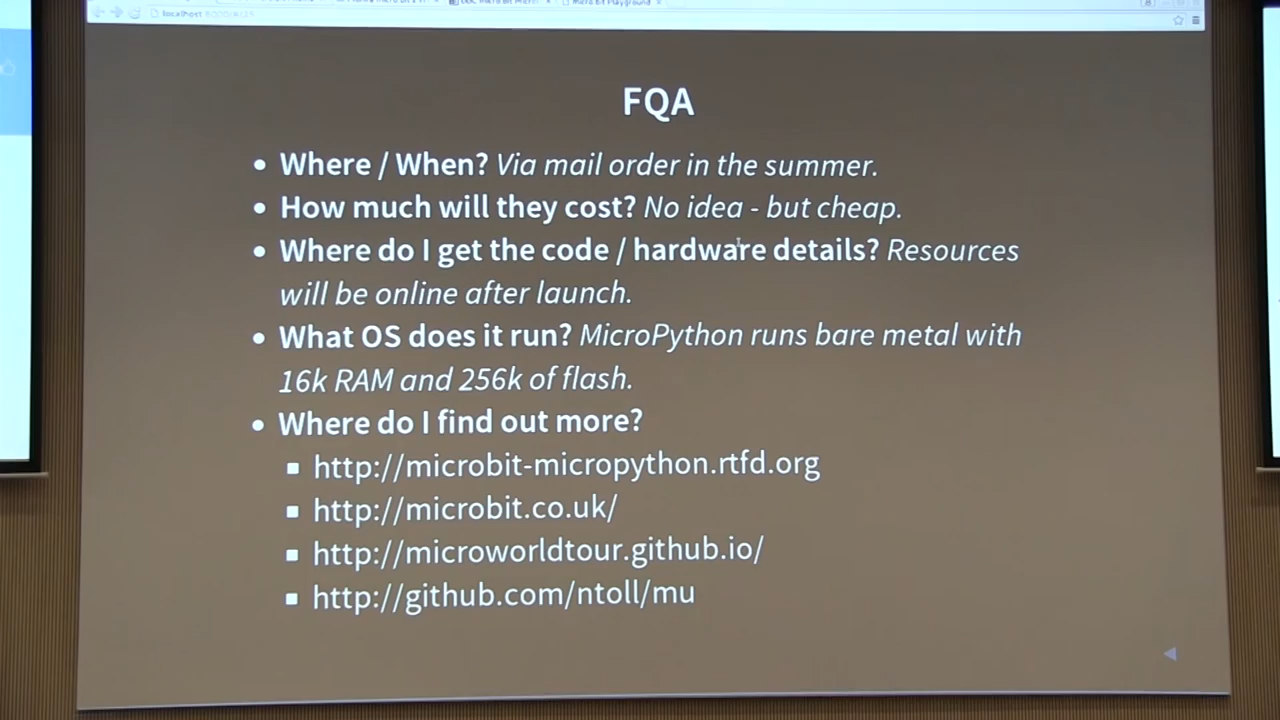 micro:bit Playground
FQA
• Where / When? Via mail order in the summer.
• How much will they cost? No idea - but cheap.
• Where do I get the code / hardware details? Resources
will be online after launch.
• What OS does it run? MicroPython runs bare metal with
16k RAM and 256k of flash.
• Where do I find out more?
▪ http://microbit-micropython.rtfd.org
▪ http://microbit.co.uk/
▪ http://microworldtour.github.io/
▪ http://github.com/ntoll/mu